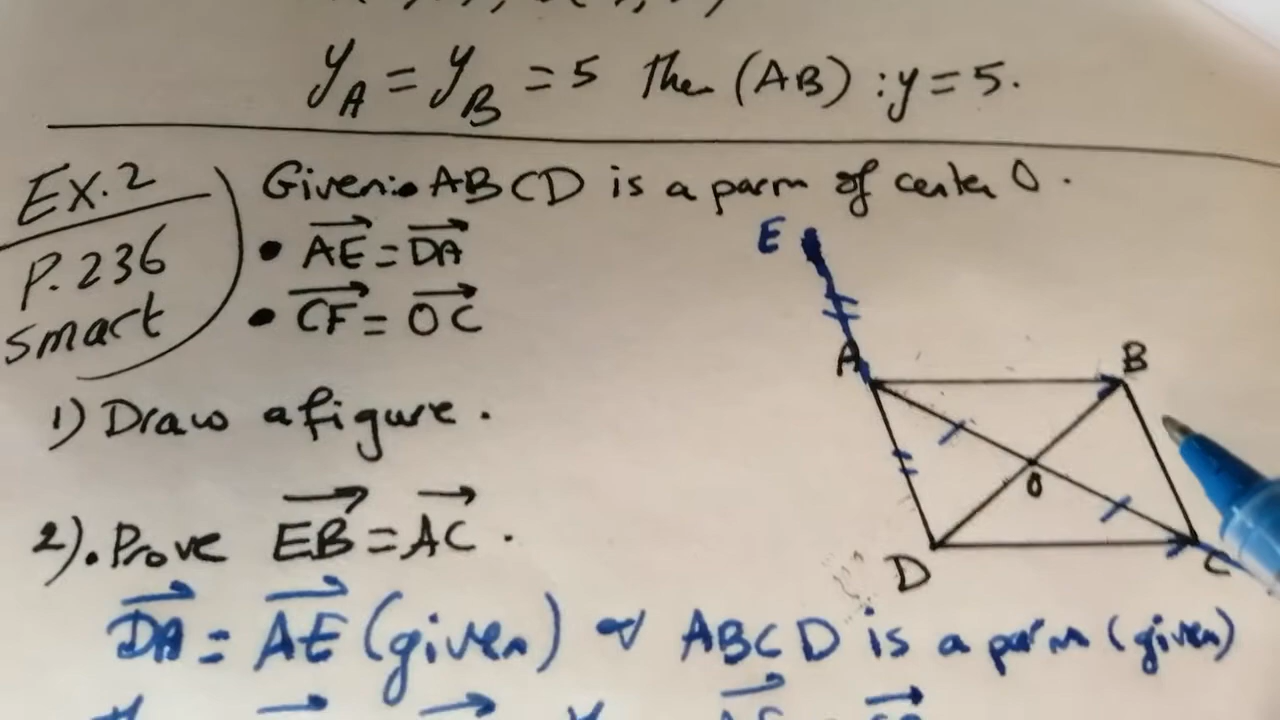 y_A = y_B = 5 then (AB) : y = 5.
Ex.2
P.236
smart
Given: • ABCD is a parm of center O.
• AE = DA
• CF = OC
1) Draw a figure.
2). Prove EB = AC.
E
A
B
O
D
C
DA = AE (given) & ABCD is a parm (given)